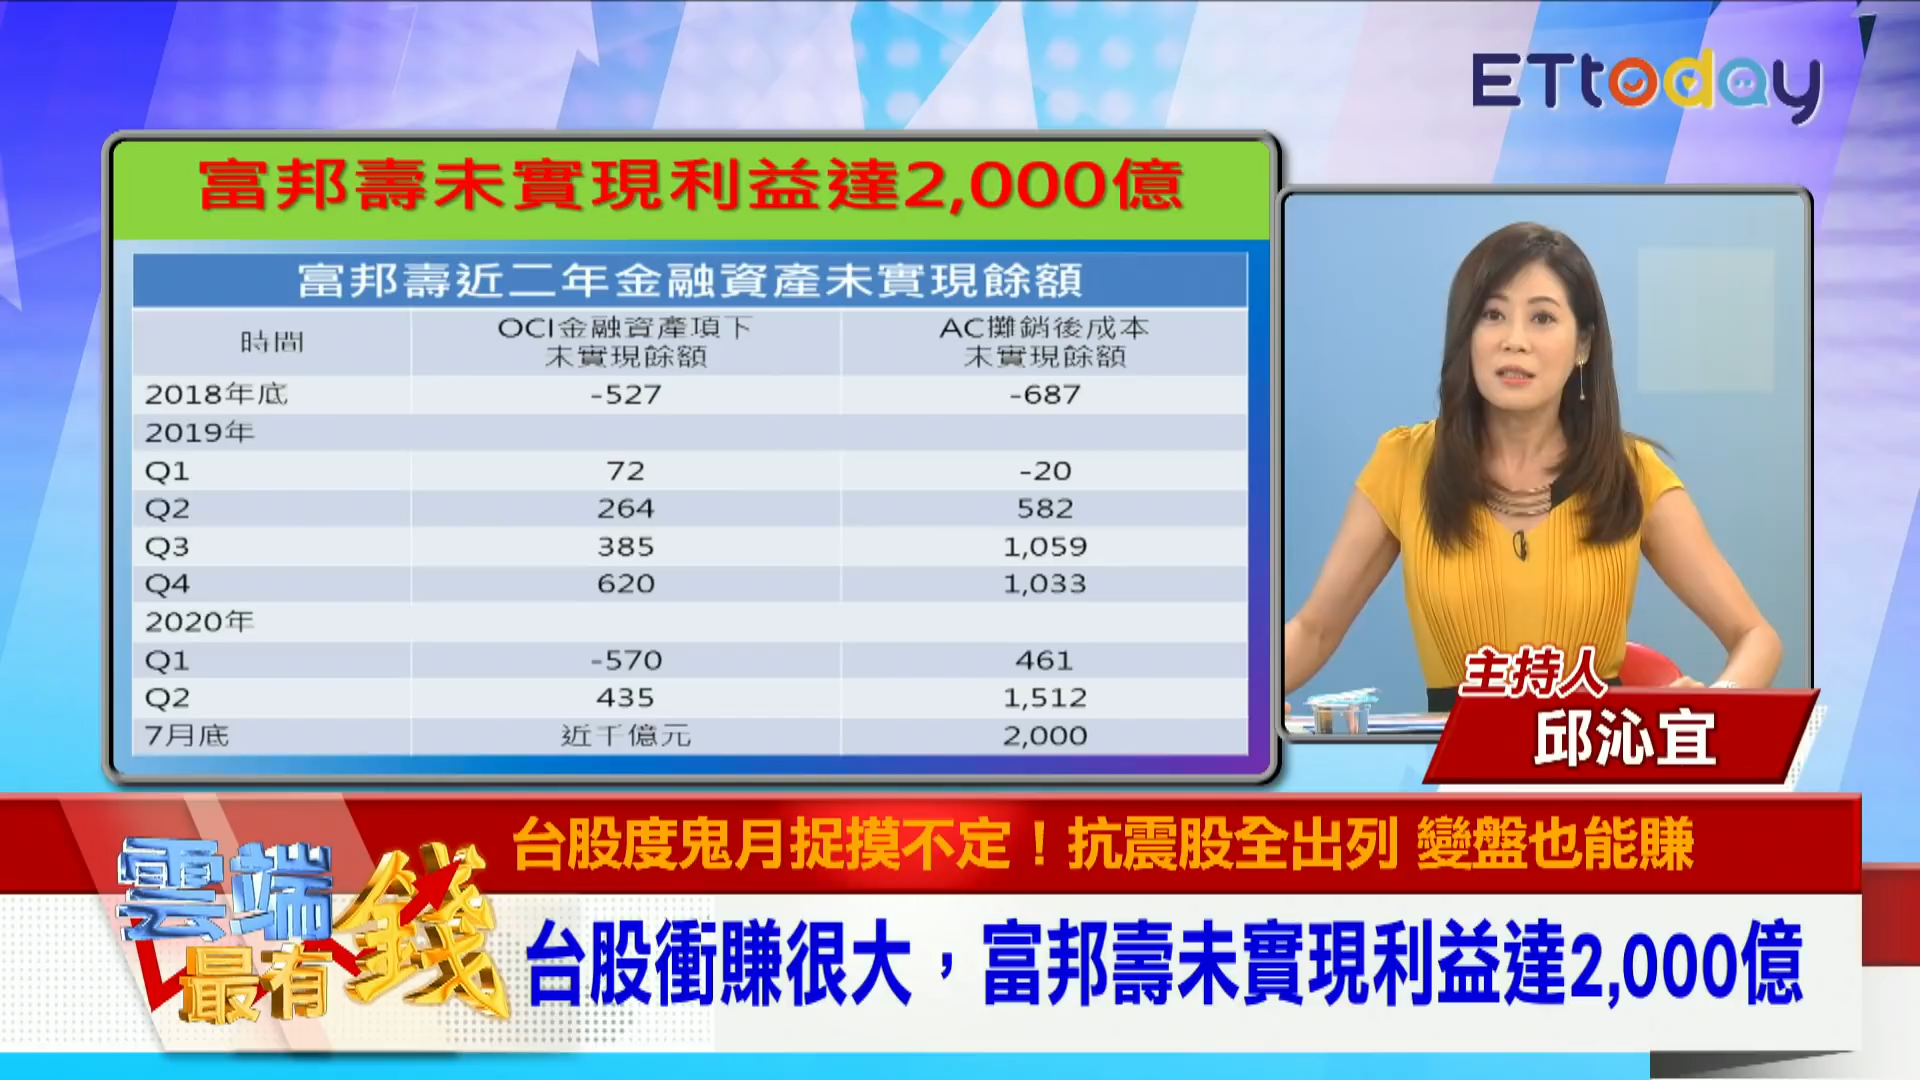 ETtoday
富邦壽未實現利益達2,000億
富邦壽近二年金融資產未實現餘額
時間 OCI金融資產項下未實現餘額 AC攤銷後成本未實現餘額
2018年底 -527 -687
2019年
Q1 72 -20
Q2 264 582
Q3 385 1,059
Q4 620 1,033
2020年
Q1 -570 461
Q2 435 1,512
7月底 近千億元 2,000
主持人
邱沁宜
台股度鬼月捉摸不定！抗震股全出列 變盤也能賺
雲端最有錢
台股衝賺很大，富邦壽未實現利益達2,000億